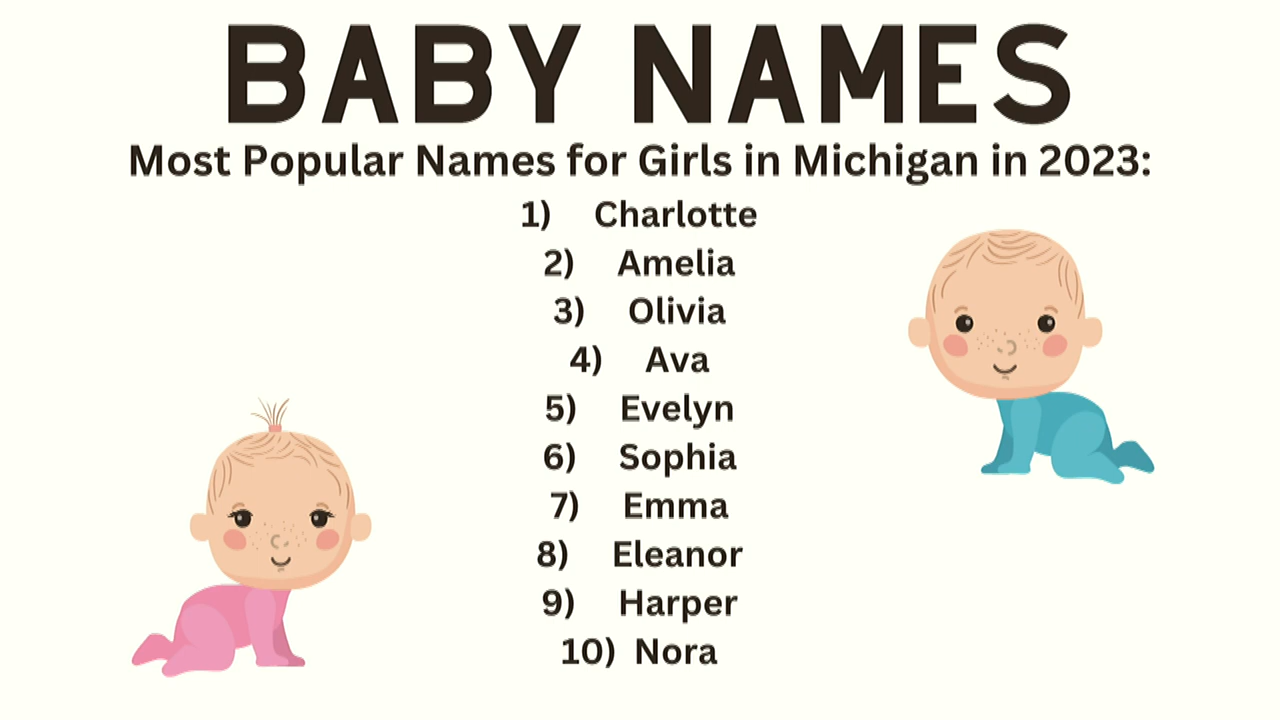 BABY NAMES
Most Popular Names for Girls in Michigan in 2023:
1) Charlotte
2) Amelia
3) Olivia
4) Ava
5) Evelyn
6) Sophia
7) Emma
8) Eleanor
9) Harper
10) Nora